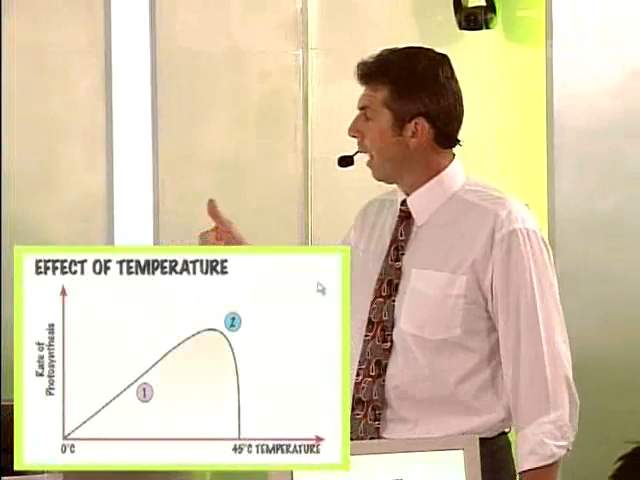 EFFECT OF TEMPERATURE
2
Rate of
Photosynthesis
1
0°C
45°C TEMPERATURE